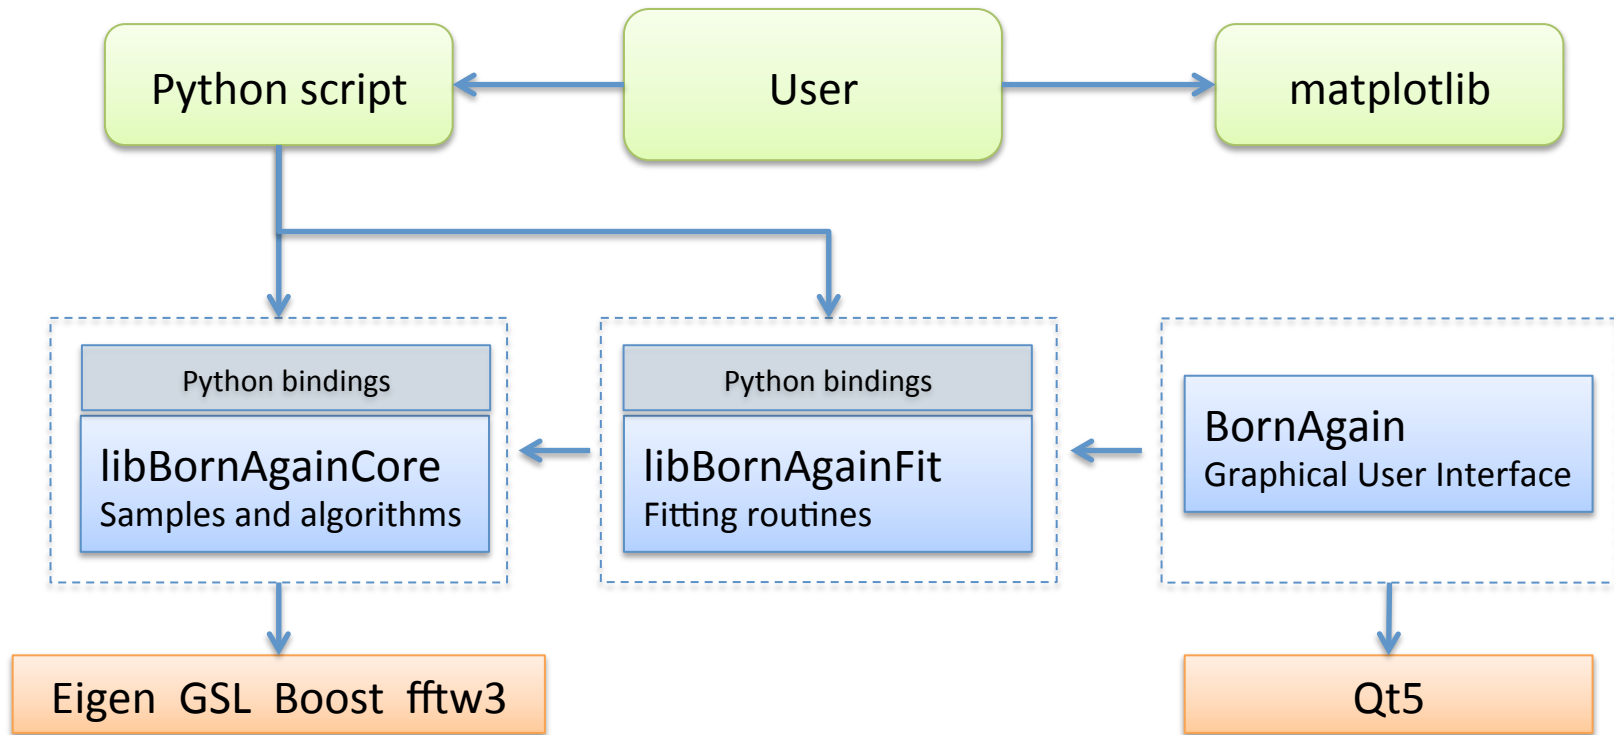 Python script
User
matplotlib
Python bindings
Python bindings
libBornAgainCore
Samples and algorithms
libBornAgainFit
Fitting routines
BornAgain
Graphical User Interface
Eigen GSL Boost fftw3
Qt5